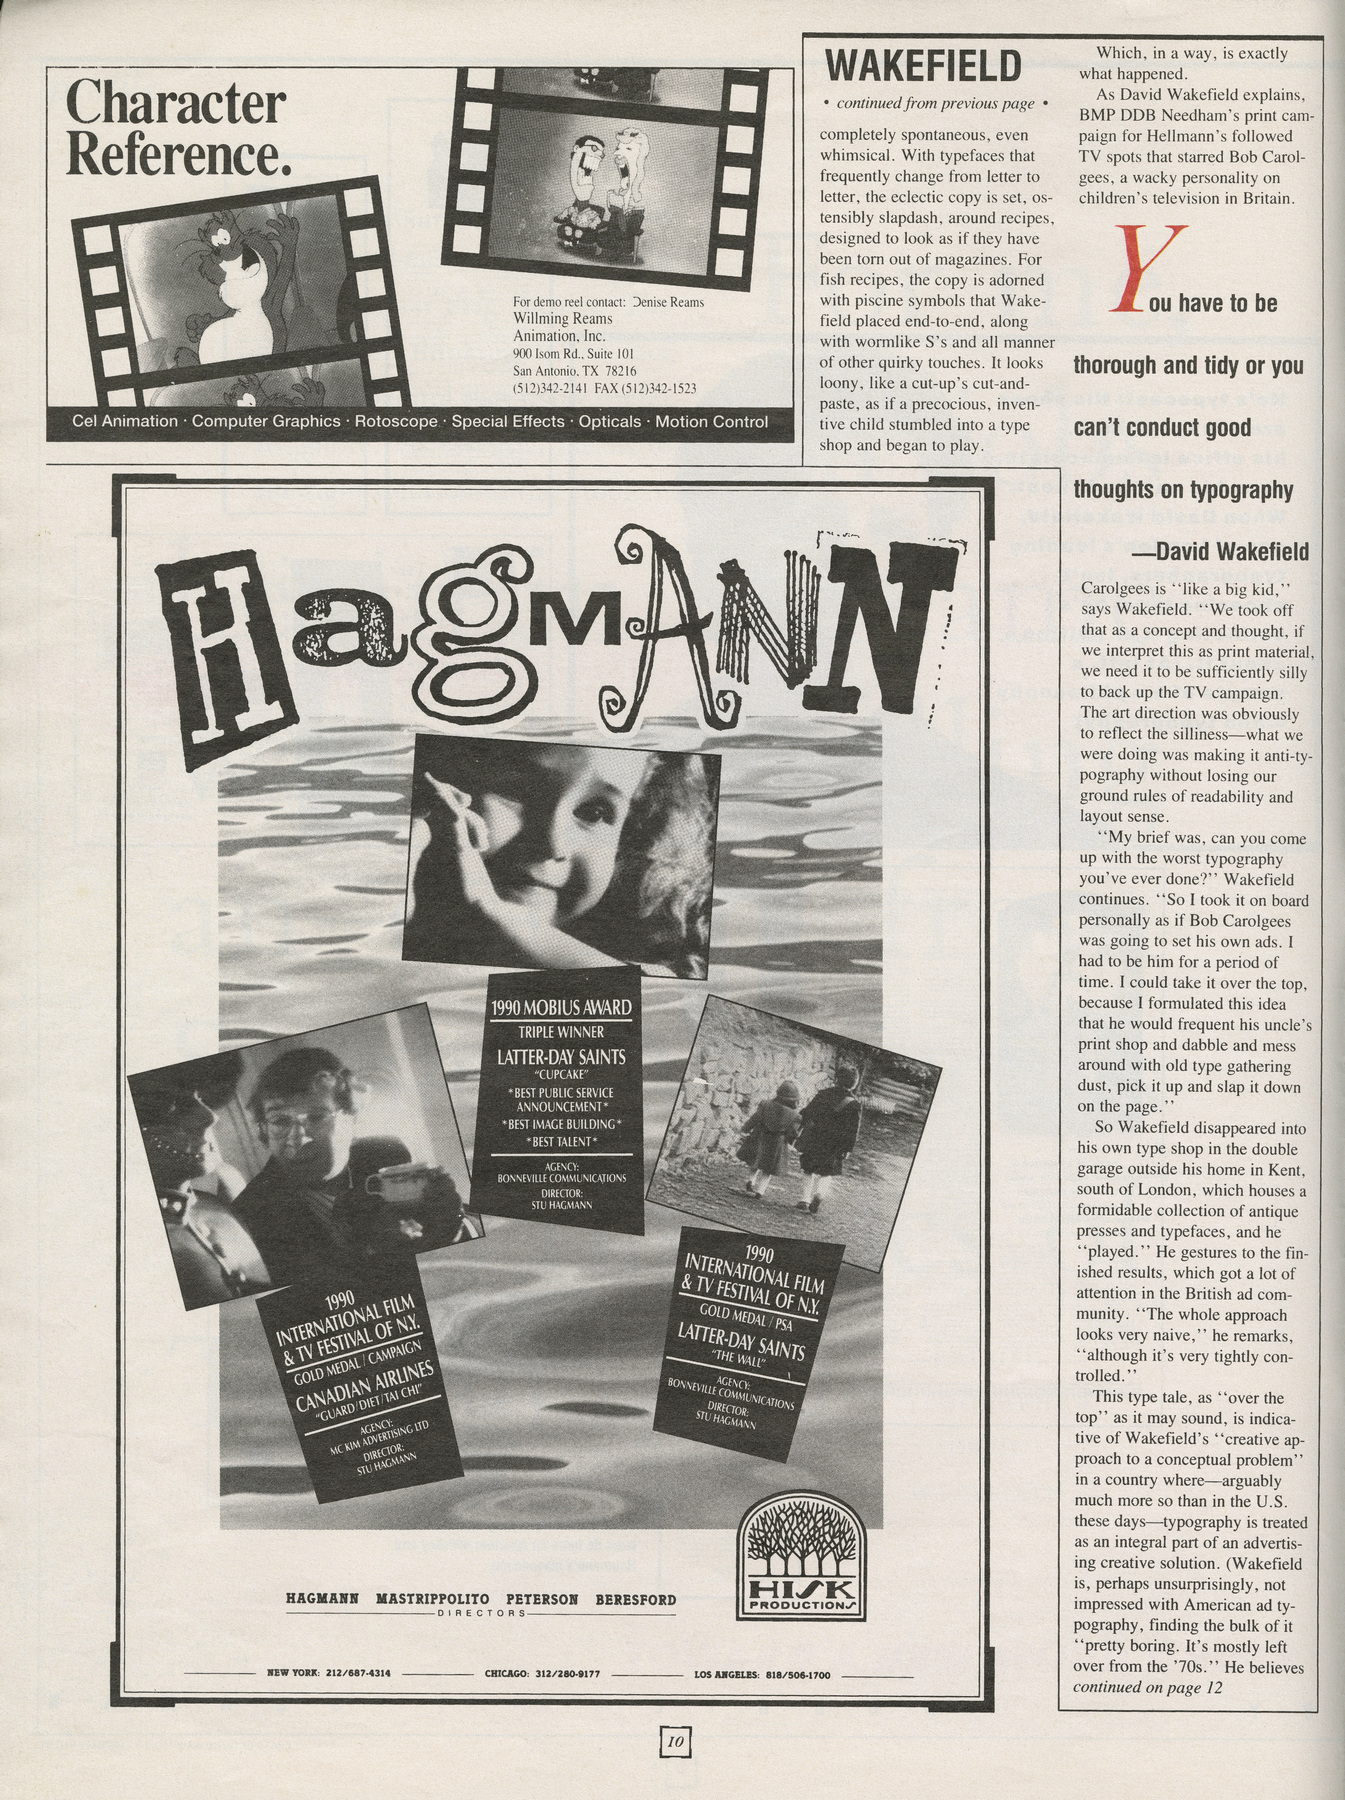 Character
Reference.
For demo reel contact: Denise Reams
Willming Reams
Animation, Inc.
900 Isom Rd., Suite 101
San Antonio, TX 78216
(512)342-2141 FAX (512)342-1523
Cel Animation · Computer Graphics · Rotoscope · Special Effects · Opticals · Motion Control
WAKEFIELD
• continued from previous page •
completely spontaneous, even
whimsical. With typefaces that
frequently change from letter to
letter, the eclectic copy is set, os-
tensibly slapdash, around recipes,
designed to look as if they have
been torn out of magazines. For
fish recipes, the copy is adorned
with piscine symbols that Wake-
field placed end-to-end, along
with wormlike S's and all manner
of other quirky touches. It looks
loony, like a cut-up's cut-and-
paste, as if a precocious, inven-
tive child stumbled into a type
shop and began to play.
Which, in a way, is exactly
what happened.
As David Wakefield explains,
BMP DDB Needham's print cam-
paign for Hellmann's followed
TV spots that starred Bob Carol-
gees, a wacky personality on
children's television in Britain.
You have to be
thorough and tidy or you
can't conduct good
thoughts on typography
—David Wakefield
Carolgees is ‘‘like a big kid,’’
says Wakefield. ‘‘We took off
that as a concept and thought, if
we interpret this as print material,
we need it to be sufficiently silly
to back up the TV campaign.
The art direction was obviously
to reflect the silliness—what we
were doing was making it anti-ty-
pography without losing our
ground rules of readability and
layout sense.
‘‘My brief was, can you come
up with the worst typography
you've ever done?’’ Wakefield
continues. ‘‘So I took it on board
personally as if Bob Carolgees
was going to set his own ads. I
had to be him for a period of
time. I could take it over the top,
because I formulated this idea
that he would frequent his uncle's
print shop and dabble and mess
around with old type gathering
dust, pick it up and slap it down
on the page.’’
So Wakefield disappeared into
his own type shop in the double
garage outside his home in Kent,
south of London, which houses a
formidable collection of antique
presses and typefaces, and he
‘‘played.’’ He gestures to the fin-
ished results, which got a lot of
attention in the British ad com-
munity. ‘‘The whole approach
looks very naive,’’ he remarks,
‘‘although it's very tightly con-
trolled.’’
This type tale, as ‘‘over the
top’’ as it may sound, is indica-
tive of Wakefield's ‘‘creative ap-
proach to a conceptual problem’’
in a country where—arguably
much more so than in the U.S.
these days—typography is treated
as an integral part of an advertis-
ing creative solution. (Wakefield
is, perhaps unsurprisingly, not
impressed with American ad ty-
pography, finding the bulk of it
‘‘pretty boring. It's mostly left
over from the '70s.’’ He believes
continued on page 12
HagmANN
1990 MOBIUS AWARD
TRIPLE WINNER
LATTER-DAY SAINTS
"CUPCAKE"
*BEST PUBLIC SERVICE
ANNOUNCEMENT*
*BEST IMAGE BUILDING*
*BEST TALENT*
AGENCY:
BONNEVILLE COMMUNICATIONS
DIRECTOR:
STU HAGMANN
1990
INTERNATIONAL FILM
& TV FESTIVAL OF N.Y.
GOLD MEDAL / CAMPAIGN
CANADIAN AIRLINES
"GUARD/DIET/TAI CHI"
AGENCY:
MC KIM ADVERTISING LTD
DIRECTOR:
STU HAGMANN
1990
INTERNATIONAL FILM
& TV FESTIVAL OF N.Y.
GOLD MEDAL / PSA
LATTER-DAY SAINTS
"THE WALL"
AGENCY:
BONNEVILLE COMMUNICATIONS
DIRECTOR:
STU HAGMANN
HISK
PRODUCTIONS
HAGMANN MASTRIPPOLITO PETERSON BERESFORD
DIRECTORS
NEW YORK: 212/687-4314 CHICAGO: 312/280-9177 LOS ANGELES: 818/506-1700
10